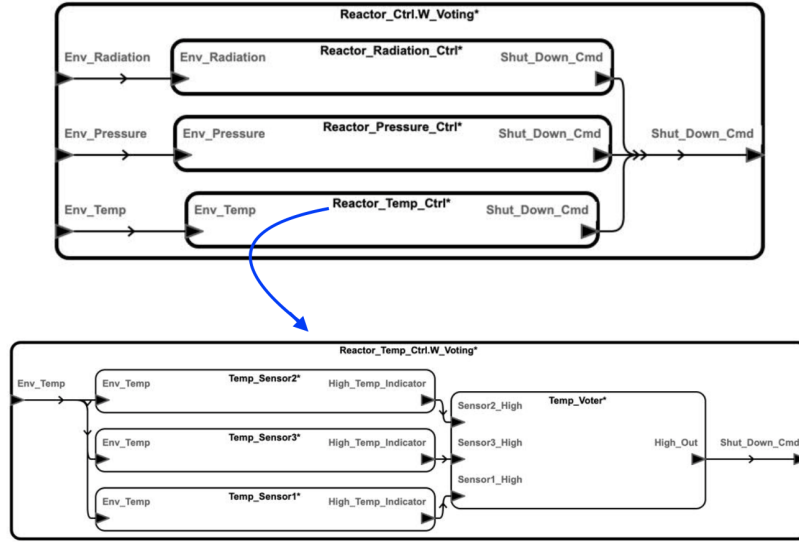 Reactor_Ctrl.W_Voting*
Env_Radiation
Env_Radiation
Reactor_Radiation_Ctrl*
Shut_Down_Cmd
Env_Pressure
Env_Pressure
Reactor_Pressure_Ctrl*
Shut_Down_Cmd
Shut_Down_Cmd
Env_Temp
Env_Temp
Reactor_Temp_Ctrl*
Shut_Down_Cmd
Reactor_Temp_Ctrl.W_Voting*
Env_Temp
Env_Temp
Temp_Sensor2*
High_Temp_Indicator
Env_Temp
Temp_Sensor3*
High_Temp_Indicator
Env_Temp
Temp_Sensor1*
High_Temp_Indicator
Temp_Voter*
Sensor2_High
Sensor3_High
Sensor1_High
High_Out
Shut_Down_Cmd